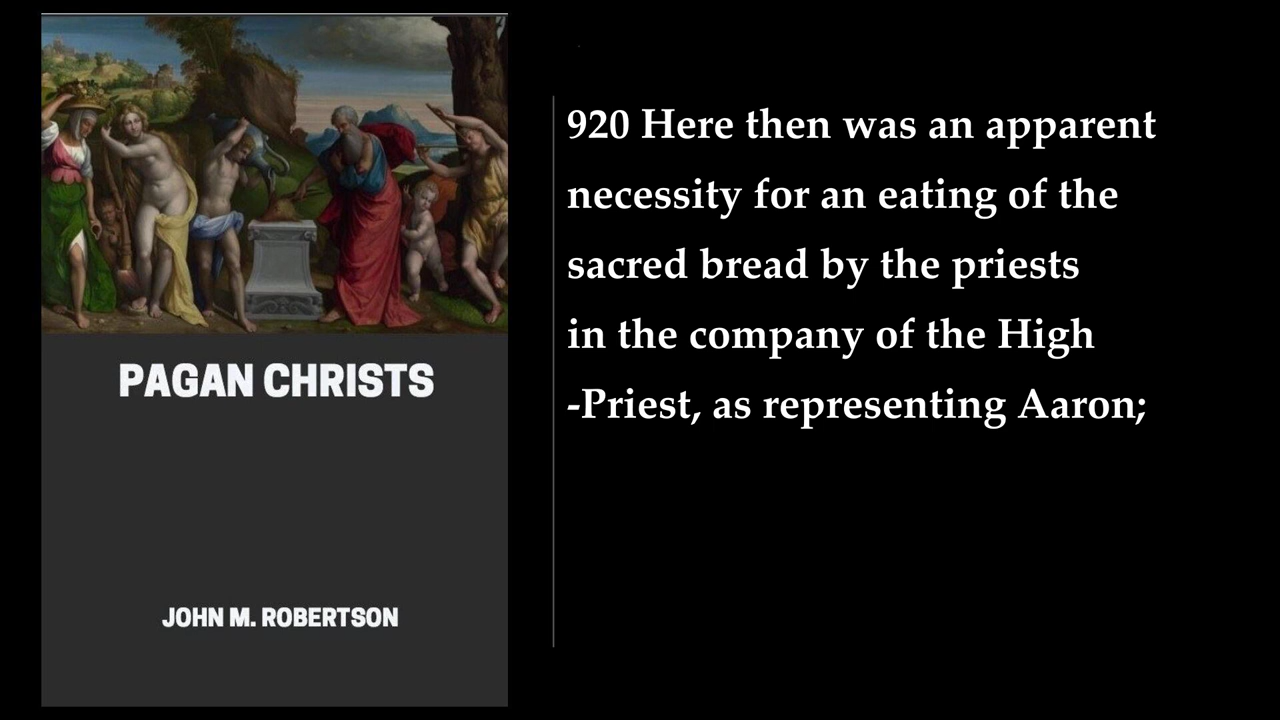 PAGAN CHRISTS
JOHN M. ROBERTSON
920 Here then was an apparent
necessity for an eating of the
sacred bread by the priests
in the company of the High
-Priest, as representing Aaron;